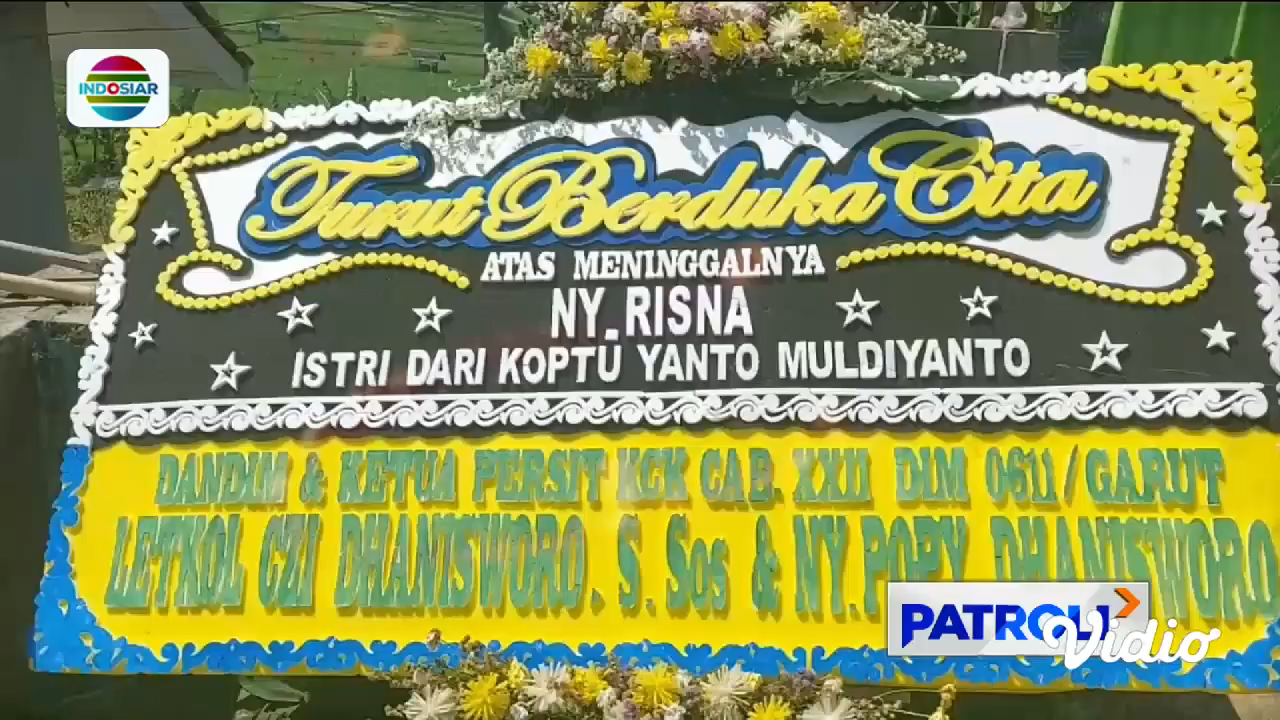 INDOSIAR
Turut Berduka Cita
ATAS MENINGGALNYA
NY. RISNA
ISTRI DARI KOPTU YANTO MULDIYANTO
DANDIM & KETUA PERSIT KCK CAB. XXII DIM 0611/GARUT
LETKOL CZI DHANISWORO. S. Sos & NY. POPY DHANISWORO
PATROLI
Vidio